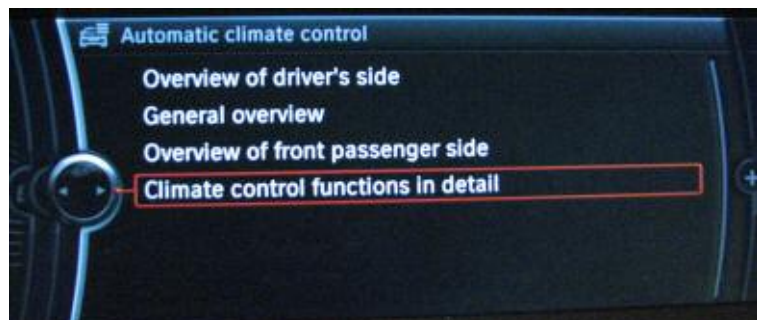 Automatic climate control
Overview of driver's side
General overview
Overview of front passenger side
Climate control functions in detail